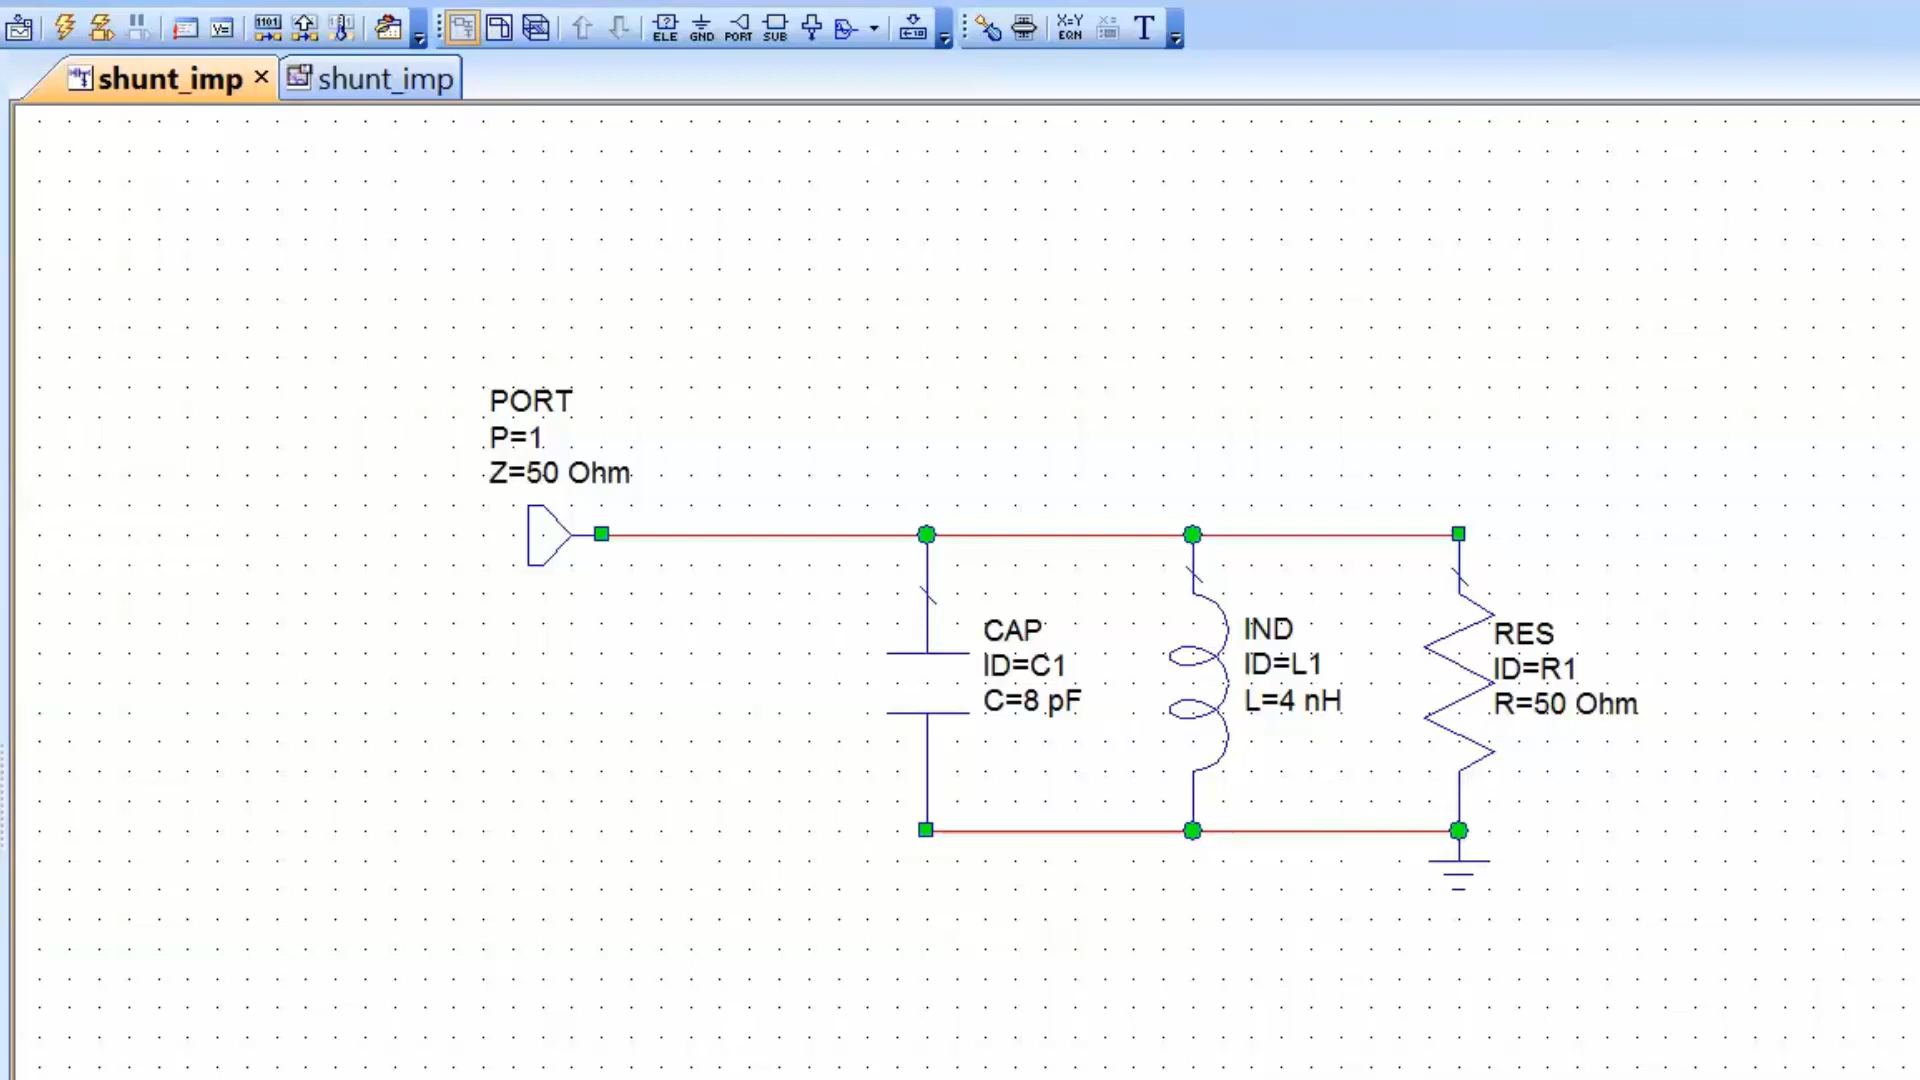 ELE GND PORT SUB X=Y EQN T
shunt_imp
shunt_imp
PORT
P=1
Z=50 Ohm
CAP
ID=C1
C=8 pF
IND
ID=L1
L=4 nH
RES
ID=R1
R=50 Ohm